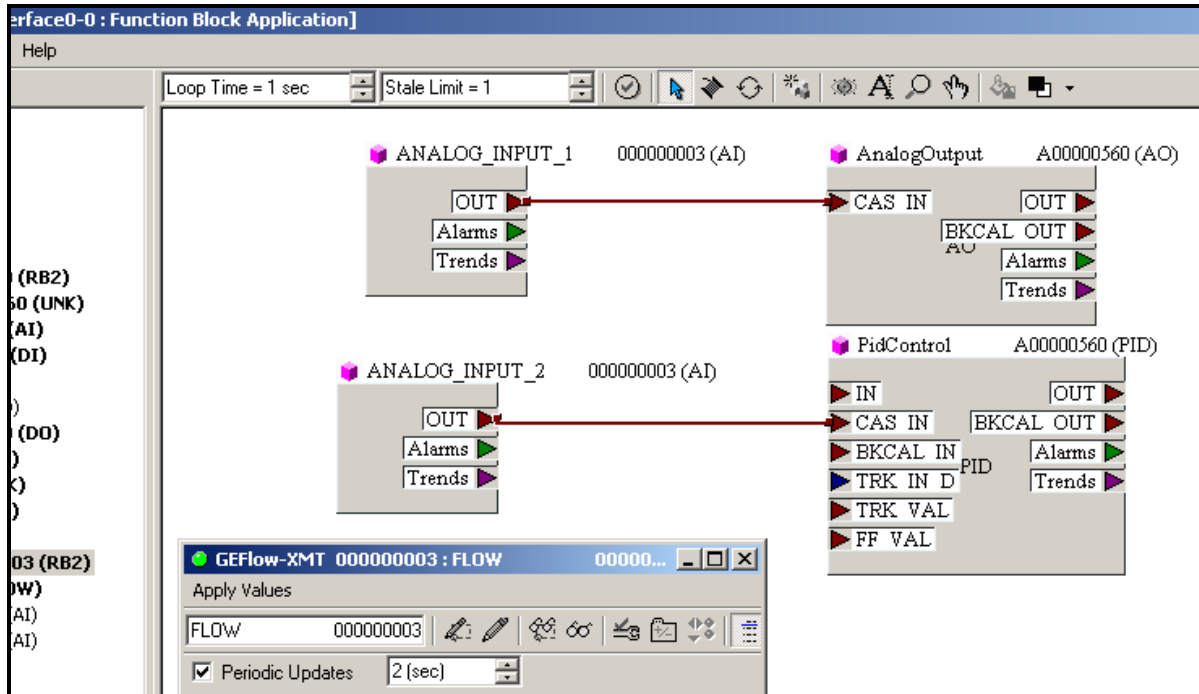 erface0-0 : Function Block Application]
Help
Loop Time = 1 sec Stale Limit = 1
ANALOG_INPUT_1 000000003 (AI)
OUT
Alarms
Trends
AnalogOutput A00000560 (AO)
CAS IN OUT
BKCAL OUT
AO
Alarms
Trends
(RB2)
60 (UNK)
(AI)
(DI)
)
(DO)
)
K)
)
03 (RB2)
OW)
(AI)
(AI)
ANALOG_INPUT_2 000000003 (AI)
OUT
Alarms
Trends
PidControl A00000560 (PID)
IN OUT
CAS IN BKCAL OUT
BKCAL IN Alarms
PID
TRK IN D Trends
TRK VAL
FF VAL
GEFlow-XMT 000000003 : FLOW 00000...
Apply Values
FLOW 000000003
Periodic Updates 2 (sec)